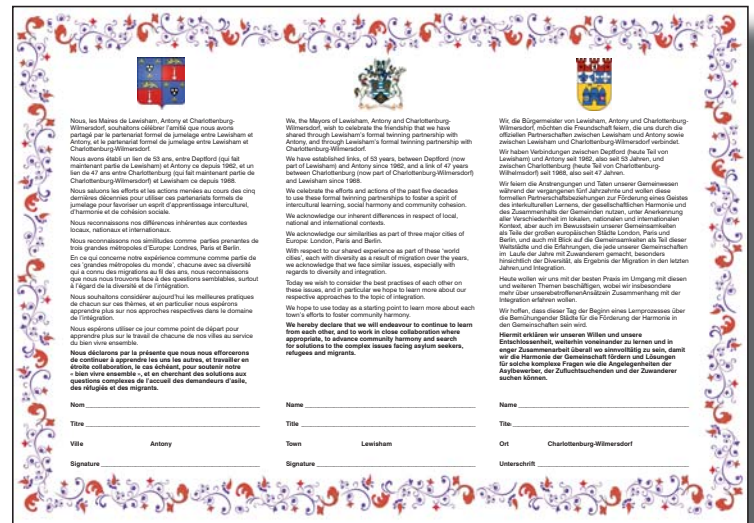 Nous, les Maires de Lewisham, Antony et Charlottenburg-
Wilmersdorf, souhaitons célébrer l'amitié que nous avons
partagé par le partenariat formel de jumelage entre Lewisham et
Antony, et le partenariat formel de jumelage entre Lewisham et
Charlottenburg-Wilmersdorf.
Nous avons établi un lien de 53 ans, entre Deptford (qui fait
maintenant partie de Lewisham) et Antony ce depuis 1962, et un
lien de 47 ans entre Charlottenburg (qui fait maintenant partie de
Charlottenburg-Wilmersdorf) et Lewisham ce depuis 1968.
Nous saluons les efforts et les actions menées au cours des cinq
dernières décennies pour utiliser ces partenariats formels de
jumelage pour favoriser un esprit d'apprentissage interculturel,
d'harmonie et de cohésion sociale.
Nous reconnaissons nos différences inhérentes aux contextes
locaux, nationaux et internationaux.
Nous reconnaissons nos similitudes comme parties prenantes de
trois grandes métropoles d'Europe: Londres, Paris et Berlin.
En ce qui concerne notre expérience commune comme partie de
ces 'grandes métropoles du monde', chacune avec sa diversité
qui a connu des migrations au fil des ans, nous reconnaissons
que nous nous trouvons face à des questions semblables, surtout
à l'égard de la diversité et de l'intégration.
Nous souhaitons considérer aujourd'hui les meilleures pratiques
de chacun sur ces thèmes, et en particulier nous espérons
apprendre plus sur nos approches respectives dans le domaine
de l'intégration.
Nous espérons utiliser ce jour comme point de départ pour
apprendre plus sur le travail de chacune de nos villes au service
du bien vivre ensemble.
Nous déclarons par la présente que nous nous efforcerons
de continuer à apprendre les uns les autres, et travailler en
étroite collaboration, le cas échéant, pour soutenir notre
« bien vivre ensemble », et en cherchant des solutions aux
questions complexes de l'accueil des demandeurs d'asile,
des réfugiés et des migrants.
Nom
Titre
Ville Antony
Signature
We, the Mayors of Lewisham, Antony and Charlottenburg-
Wilmersdorf, wish to celebrate the friendship that we have
shared through Lewisham's formal twinning partnership with
Antony, and through Lewisham's formal twinning partnership with
Charlottenburg-Wilmersdorf.
We have established links, of 53 years, between Deptford (now
part of Lewisham) and Antony since 1962, and a link of 47 years
between Charlottenburg (now part of Charlottenburg-Wilmersdorf)
and Lewisham since 1968.
We celebrate the efforts and actions of the past five decades
to use these formal twinning partnerships to foster a spirit of
intercultural learning, social harmony and community cohesion.
We acknowledge our inherent differences in respect of local,
national and international contexts.
We acknowledge our similarities as part of three major cities of
Europe: London, Paris and Berlin.
With respect to our shared experience as part of these 'world
cities', each with diversity as a result of migration over the years,
we acknowledge that we face similar issues, especially with
regards to diversity and integration.
Today we wish to consider the best practises of each other on
these issues, and in particular we hope to learn more about our
respective approaches to the topic of integration.
We hope to use today as a starting point to learn more about each
town's efforts to foster community harmony.
We hereby declare that we will endeavour to continue to learn
from each other, and to work in close collaboration where
appropriate, to advance community harmony and search
for solutions to the complex issues facing asylum seekers,
refugees and migrants.
Name
Title
Town Lewisham
Signature
Wir, die Bürgermeister von Lewisham, Antony und Charlottenburg-
Wilmersdorf, möchten die Freundschaft feiern, die uns durch die
offiziellen Partnerschaften zwischen Lewisham und Antony sowie
zwischen Lewisham und Charlottenburg-Wilmersdorf verbindet.
Wir haben Verbindungen zwischen Deptford (heute Teil von
Lewisham) und Antony seit 1962, also seit 53 Jahren, und
zwischen Charlottenburg (heute Teil von Charlottenburg-
Wilhelmsdorf) seit 1968, also seit 47 Jahren.
Wir feiern die Anstrengungen und Taten unserer Gemeinwesen
während der vergangenen fünf Jahrzehnte und wollen diese
formellen Partnerschaftsbeziehungen zur Förderung eines Geistes
des interkulturellen Lernens, der gesellschaftlichen Harmonie und
des Zusammenhalts der Gemeinden nutzen, unter Anerkennung
aller Verschiedenheit im lokalen, nationalen und internationalen
Kontext, aber auch im Bewusstsein unserer Gemeinsamkeiten
als Teile der großen europäischen Städte London, Paris und
Berlin, und auch mit Blick auf die Gemeinsamkeiten als Teil dieser
Weltstädte und die Erfahrungen, die jede unserer Gemeinschaften
im Laufe der Jahre mit Zuwanderern gemacht, besonders
hinsichtlich der Diversität, als Ergebnis der Migration in den letzten
Jahren,und Integration.
Heute wollen wir uns mit der besten Praxis im Umgang mit diesen
und weiteren Themen beschäftigen, wobei wir insbesondere
mehr über unserebetroffenenAnsätzein Zusammenhang mit der
Integration erfahren wollen.
Wir hoffen, dass dieser Tag der Beginn eines Lernprozesses über
die Bemühungender Städte für die Förderung der Harmonie in
den Gemeinschaften sein wird.
Hiermit erklären wir unseren Willen und unsere
Entschlossenheit, weiterhin voneinander zu lernen und in
enger Zusammenarbeit überall wo sinnvolltätig zu sein, damit
wir die Harmonie der Gemeinschaft fördern und Lösungen
für solche komplexe Fragen wie die Angelegenheiten der
Asylbewerber, der Zufluchtsuchenden und der Zuwanderer
suchen können.
Name
Tite
Ort Charlottenburg-Wilmersdorf
Unterschrift